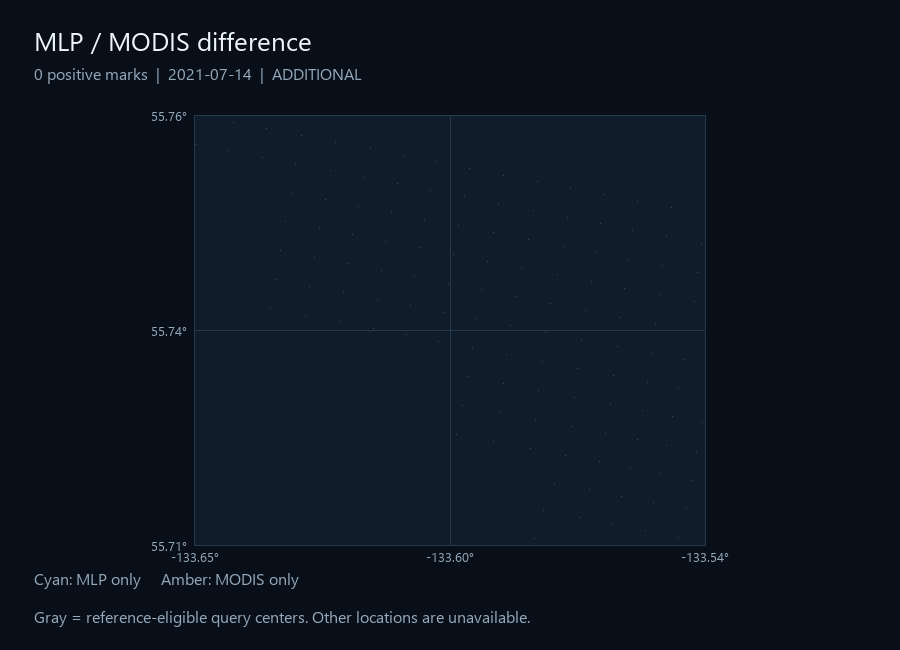 MLP / MODIS difference
0 positive marks | 2021-07-14 | ADDITIONAL
55.76°
55.74°
55.71°
-133.65° -133.60° -133.54°
Cyan: MLP only Amber: MODIS only
Gray = reference-eligible query centers. Other locations are unavailable.